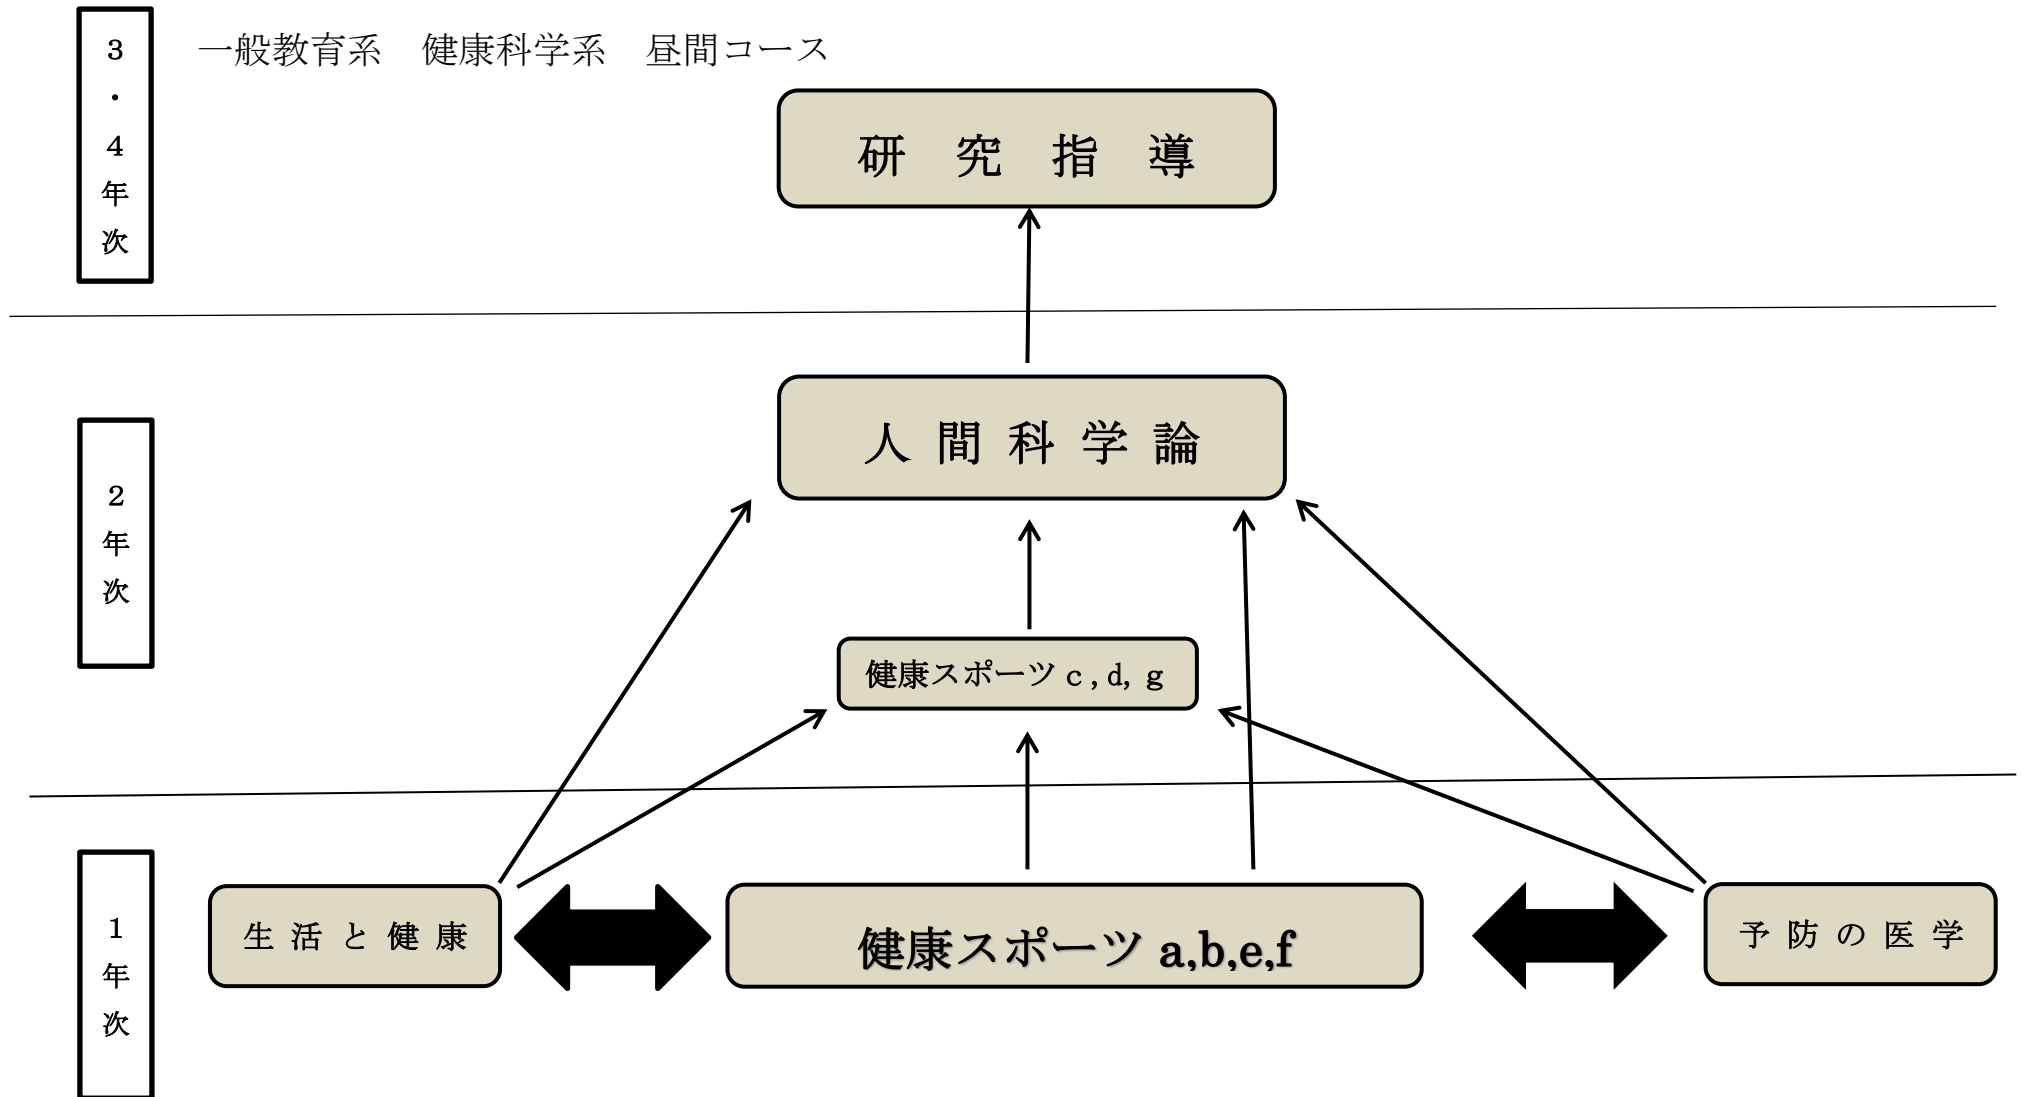 3・4年次
一般教育系　健康科学系　昼間コース
研　究　指　導
2年次
人 間 科 学 論
健康スポーツ c , d, g
1年次
生 活 と 健 康
健康スポーツ a,b,e,f
予 防 の 医 学